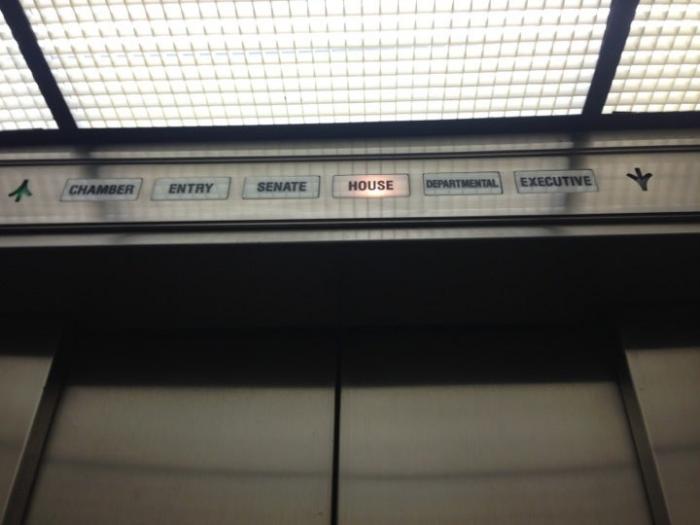 CHAMBER ENTRY SENATE HOUSE DEPARTMENTAL EXECUTIVE